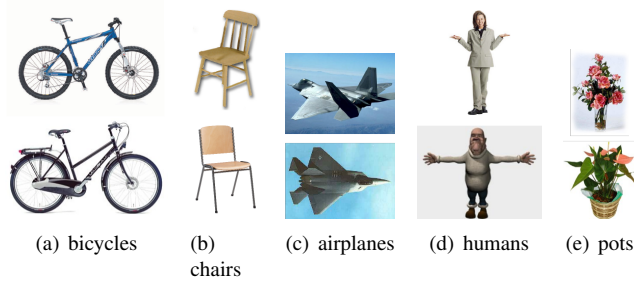 (a) bicycles
(b) chairs
(c) airplanes
(d) humans
(e) pots